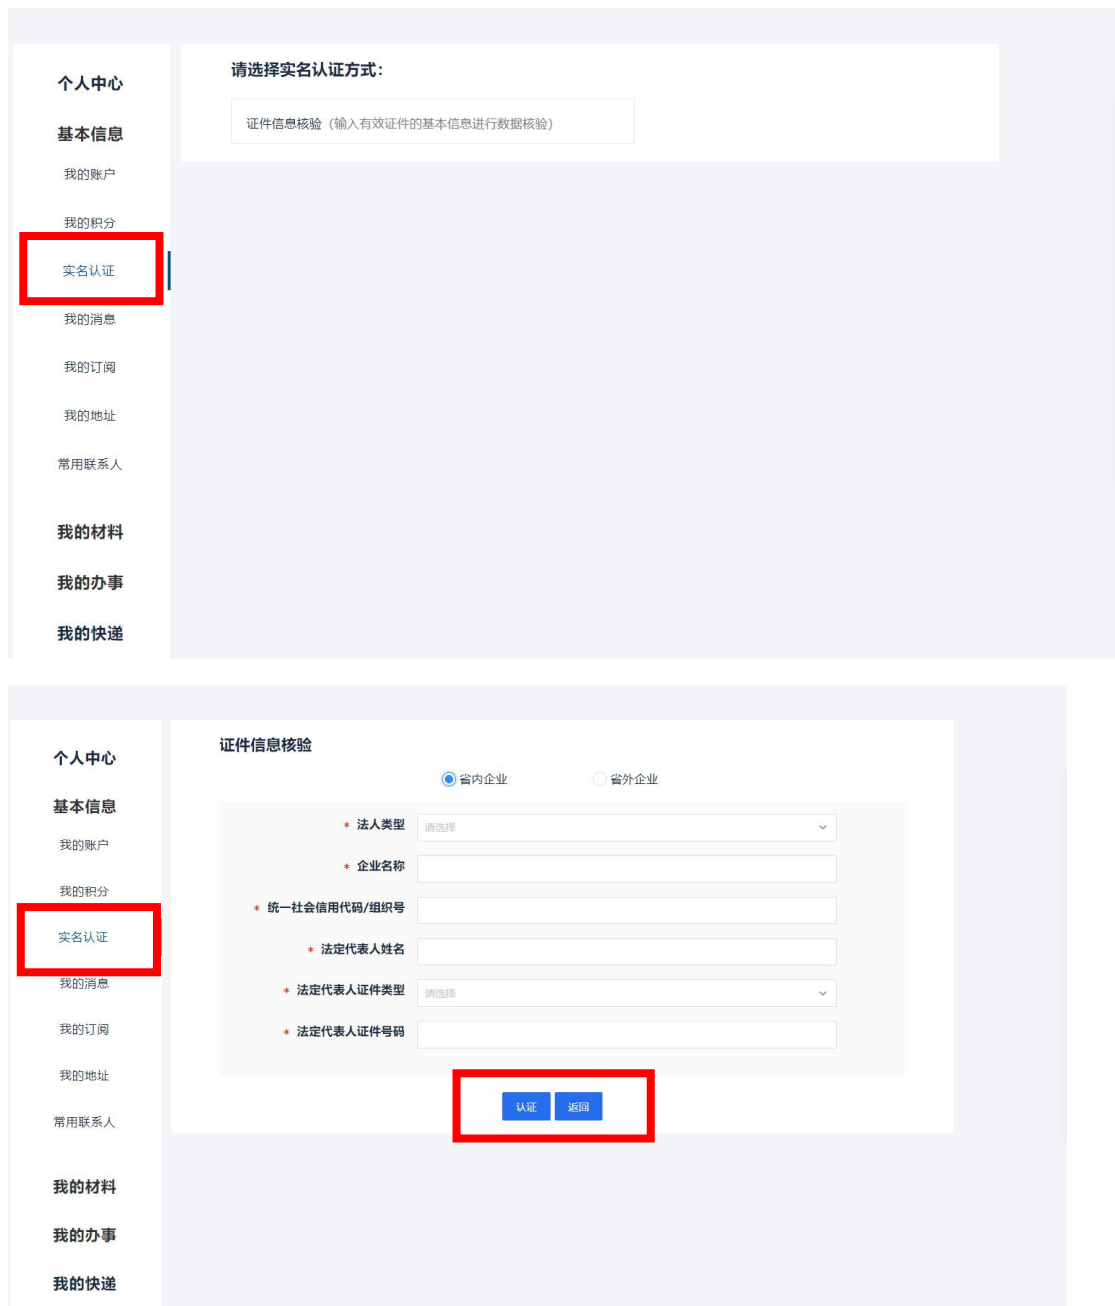 个人中心
基本信息
我的账户
我的积分
实名认证
我的消息
我的订阅
我的地址
常用联系人
我的材料
我的办事
我的快递
请选择实名认证方式：
证件信息核验（输入有效证件的基本信息进行数据核验）
个人中心
基本信息
我的账户
我的积分
实名认证
我的消息
我的订阅
我的地址
常用联系人
我的材料
我的办事
我的快递
证件信息核验
省内企业 省外企业
* 法人类型 请选择
* 企业名称
* 统一社会信用代码/组织号
* 法定代表人姓名
* 法定代表人证件类型 请选择
* 法定代表人证件号码
认证 返回